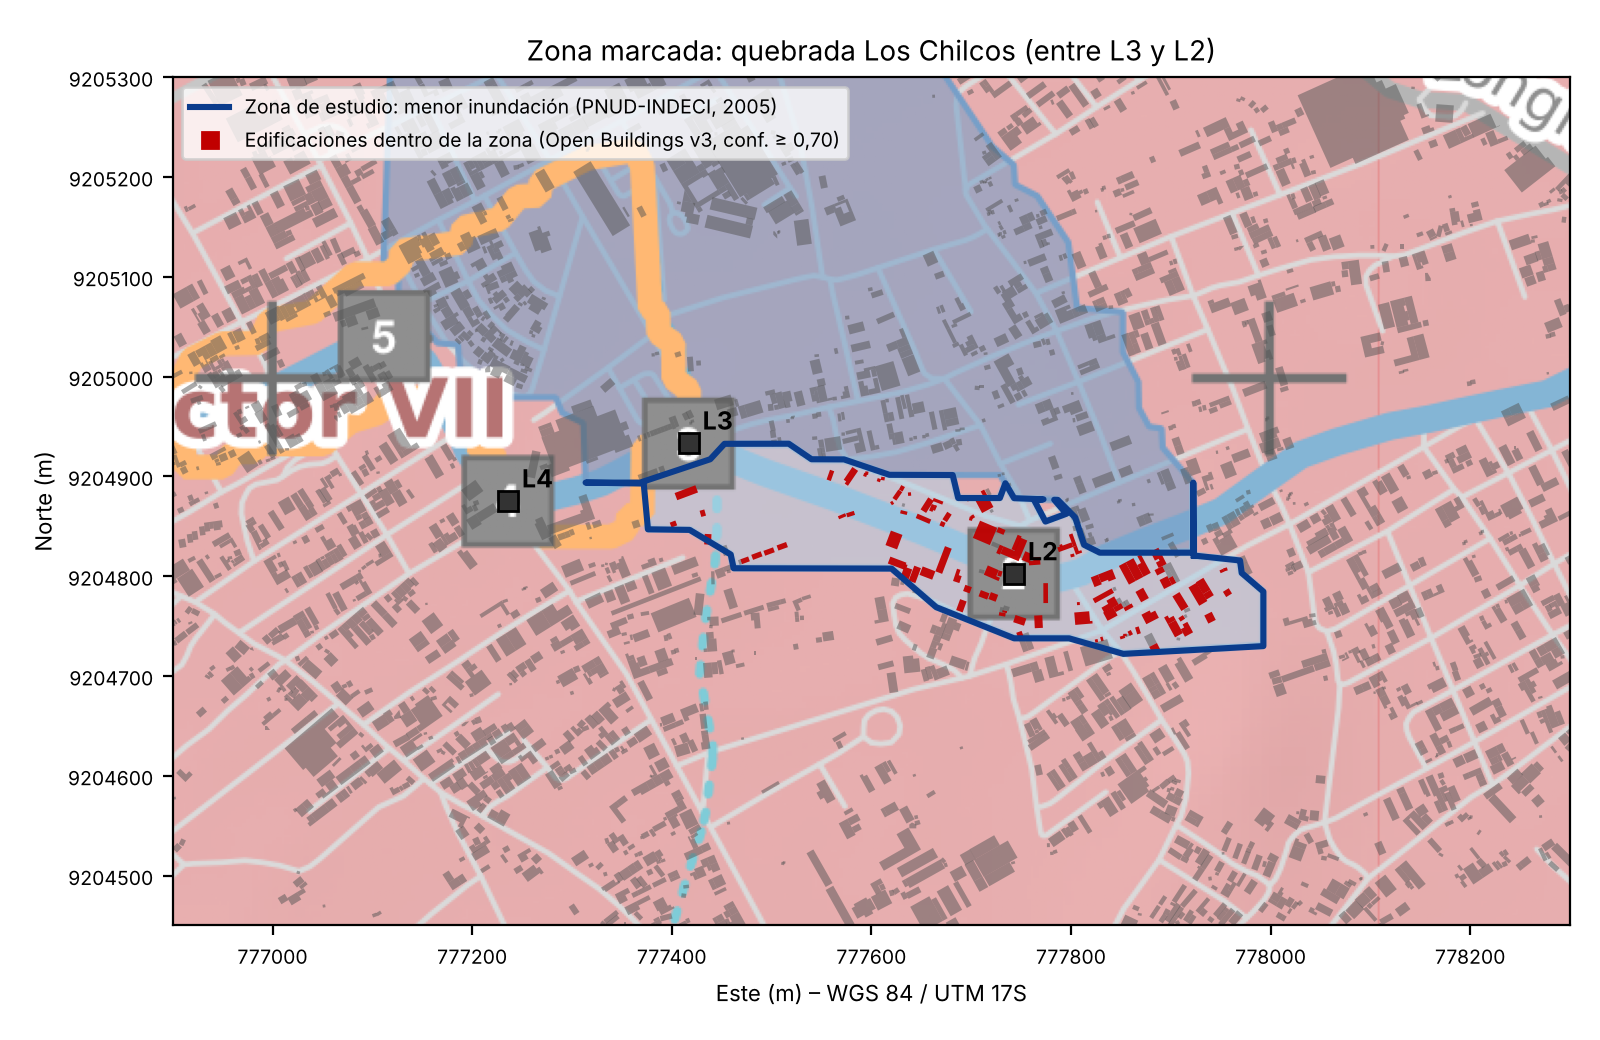 Zona marcada: quebrada Los Chilcos (entre L3 y L2)
Zona de estudio: menor inundación (PNUD-INDECI, 2005)
Edificaciones dentro de la zona (Open Buildings v3, conf. ≥ 0,70)
9205300
9205200
9205100
9205000
9204900
9204800
9204700
9204600
9204500
Norte (m)
5
ctor VII
L3
L4
L2
777000
777200
777400
777600
777800
778000
778200
Este (m) – WGS 84 / UTM 17S